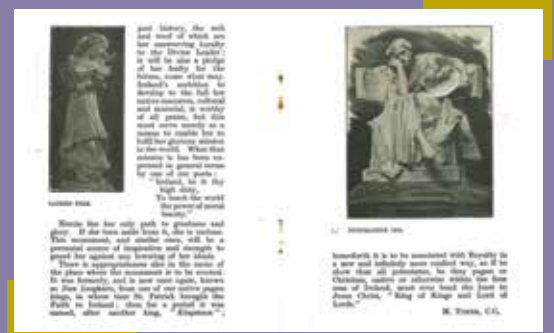 past history, the web
and woof of which are
her unswerving loyalty
to the Divine Leader:
it will be also a pledge
of her fealty for the
future, come what may.
Ireland's ambition to
develop to the full her
native resources, cultural
and material, is worthy
of all praise, but this
must serve merely as a
means to enable her to
fulfil her glorious mission
to the world. What that
mission is has been ex-
pressed in general terms
by one of our poets:
"Ireland, be it thy
high duty,
To teach the world
the power of moral
beauty."
Herein lies her only path to greatness and
glory. If she turn aside from it, she is undone.
This monument, and similar ones, will be a
perennial source of inspiration and strength to
guard her against any lowering of her ideals.
There is appropriateness also in the name of
the place where the monument is to be erected.
It was formerly, and is now once again, known
as Dun Laoghaire, from one of our native pagan
kings, in whose time St. Patrick brought the
Faith to Ireland; then for a period it was
named, after another king, "Kingstown";
henceforth it is to be associated with Royalty in
a new and infinitely more exalted way, as if to
show that all potentates, be they pagan or
Christian, native or otherwise within the four
seas of Ireland, must ever bend the knee to
Jesus Christ, "King of Kings and Lord of
Lords."
C.C.